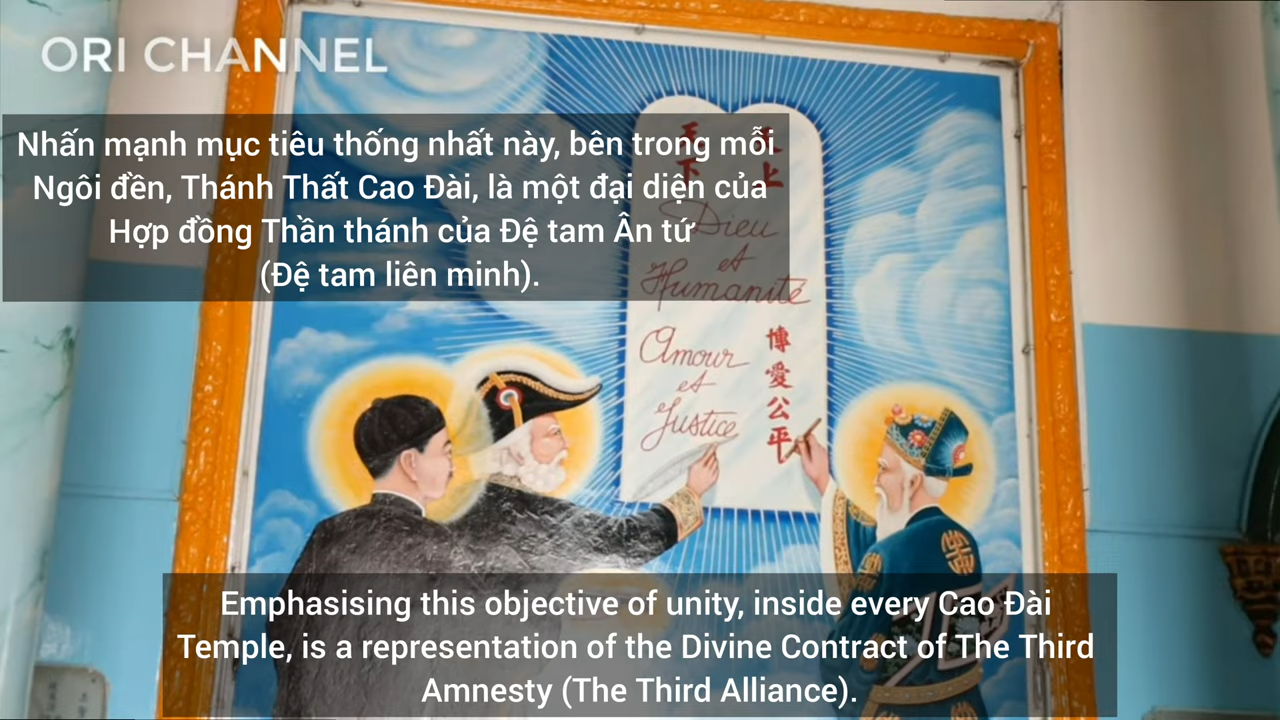 ORI CHANNEL
Nhấn mạnh mục tiêu thống nhất này, bên trong mỗi
Ngôi đền, Thánh Thất Cao Đài, là một đại diện của
Hợp đồng Thần thánh của Đệ tam Ân tứ
(Đệ tam liên minh).
天上
天下
Dieu
et
Humanité
Amour
et
Justice
博愛公平
Emphasising this objective of unity, inside every Cao Đài
Temple, is a representation of the Divine Contract of The Third
Amnesty (The Third Alliance).